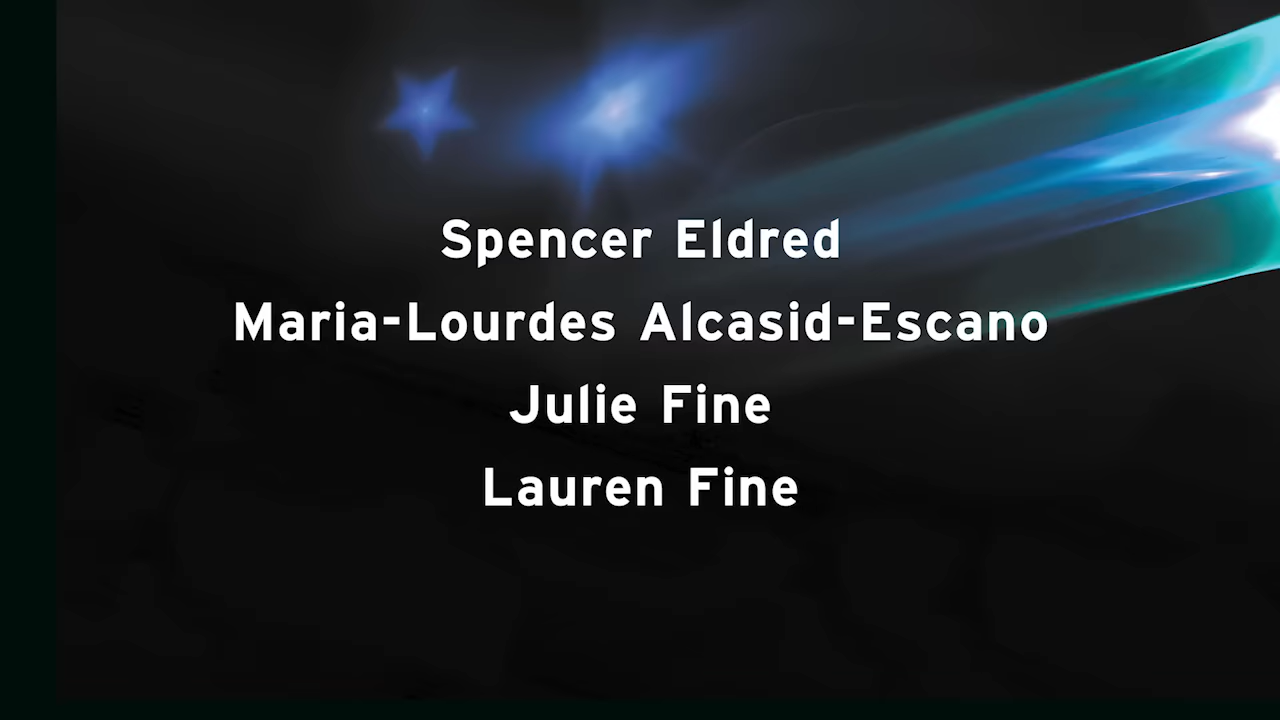 Spencer Eldred
Maria-Lourdes Alcasid-Escano
Julie Fine
Lauren Fine